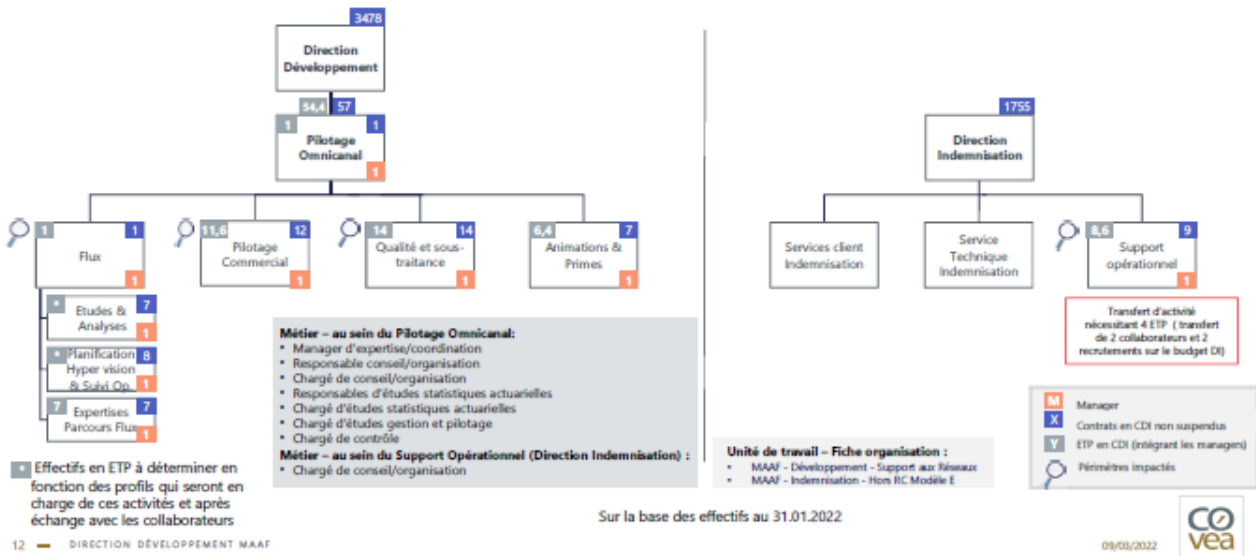 3478
Direction
Développement
54,4 57
1 1
Pilotage
Omnicanal
1
1 1
Flux
1
11,6 12
Pilotage
Commercial
1
14 14
Qualité et sous-
traitance
1
6,4 7
Animations &
Primes
1
* 7
Etudes &
Analyses
1
* 8
Planification
Hyper vision
& Suivi Op.
1
7 7
Expertises
Parcours Flux
1
* Effectifs en ETP à déterminer en
fonction des profils qui seront en
charge de ces activités et après
échange avec les collaborateurs
Métier – au sein du Pilotage Omnicanal:
▪ Manager d'expertise/coordination
▪ Responsable conseil/organisation
▪ Chargé de conseil/organisation
▪ Responsables d'études statistiques actuarielles
▪ Chargé d'études statistiques actuarielles
▪ Chargé d'études gestion et pilotage
▪ Chargé de contrôle
Métier – au sein du Support Opérationnel (Direction Indemnisation) :
▪ Chargé de conseil/organisation
1755
Direction
Indemnisation
Services client
Indemnisation
Service
Technique
Indemnisation
8,6 9
Support
opérationnel
1
Transfert d'activité
nécessitant 4 ETP ( transfert
de 2 collaborateurs et 2
recrutements sur le budget DI)
M Manager
X Contrats en CDI non suspendus
Y ETP en CDI (intégrant les managers)
Périmètres impactés
Unité de travail – Fiche organisation :
• MAAF - Développement - Support aux Réseaux
• MAAF - Indemnisation - Hors RC Modèle E
Sur la base des effectifs au 31.01.2022
12 — DIRECTION DÉVELOPPEMENT MAAF
09/03/2022
COvea